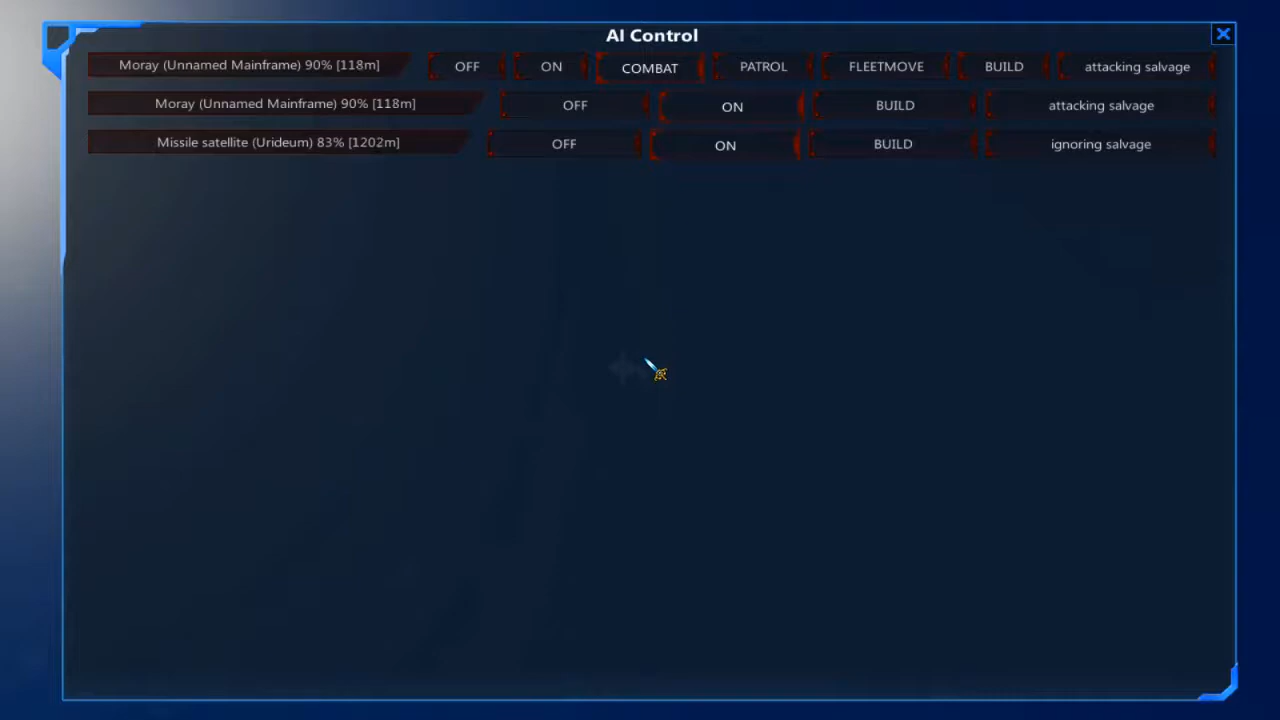 AI Control
Moray (Unnamed Mainframe) 90% [118m] OFF ON COMBAT PATROL FLEETMOVE BUILD attacking salvage
Moray (Unnamed Mainframe) 90% [118m] OFF ON BUILD attacking salvage
Missile satellite (Urideum) 83% [1202m] OFF ON BUILD ignoring salvage